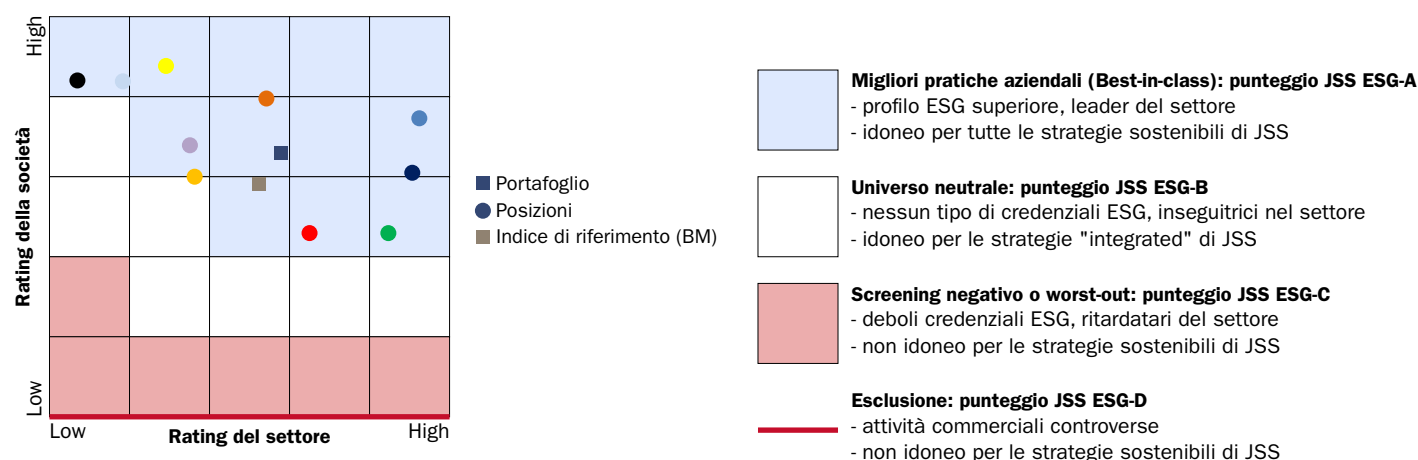 High
Rating della società
Low
Low
Rating del settore
High
Portafoglio
Posizioni
Indice di riferimento (BM)
Migliori pratiche aziendali (Best-in-class): punteggio JSS ESG-A
- profilo ESG superiore, leader del settore
- idoneo per tutte le strategie sostenibili di JSS
Universo neutrale: punteggio JSS ESG-B
- nessun tipo di credenziali ESG, inseguitrici nel settore
- idoneo per le strategie "integrated" di JSS
Screening negativo o worst-out: punteggio JSS ESG-C
- deboli credenziali ESG, ritardatari del settore
- non idoneo per le strategie sostenibili di JSS
Esclusione: punteggio JSS ESG-D
- attività commerciali controverse
- non idoneo per le strategie sostenibili di JSS